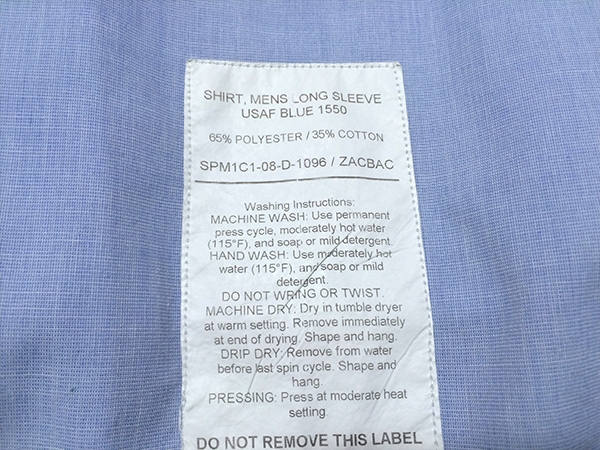 SHIRT, MENS LONG SLEEVE
USAF BLUE 1550
65% POLYESTER / 35% COTTON
SPM1C1-08-D-1096 / ZACBAC
Washing Instructions:
MACHINE WASH: Use permanent
press cycle, moderately hot water
(115°F), and soap or mild detergent.
HAND WASH: Use moderately hot
water (115°F), and soap or mild
detergent.
DO NOT WRING OR TWIST.
MACHINE DRY: Dry in tumble dryer
at warm setting. Remove immediately
at end of drying. Shape and hang.
DRIP DRY: Remove from water
before last spin cycle. Shape and
hang.
PRESSING: Press at moderate heat
setting.
DO NOT REMOVE THIS LABEL